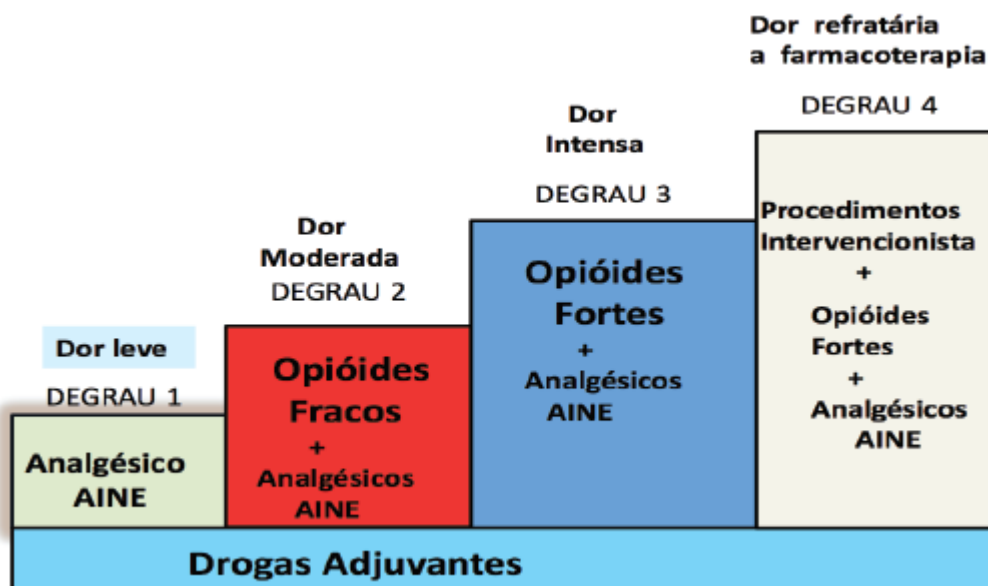 Dor leve
DEGRAU 1
Analgésico
AINE
Dor
Moderada
DEGRAU 2
Opióides
Fracos
+
Analgésicos
AINE
Dor
Intensa
DEGRAU 3
Opióides
Fortes
+
Analgésicos
AINE
Dor refratária
a farmacoterapia
DEGRAU 4
Procedimentos
Intervencionista
+
Opióides
Fortes
+
Analgésicos
AINE
Drogas Adjuvantes